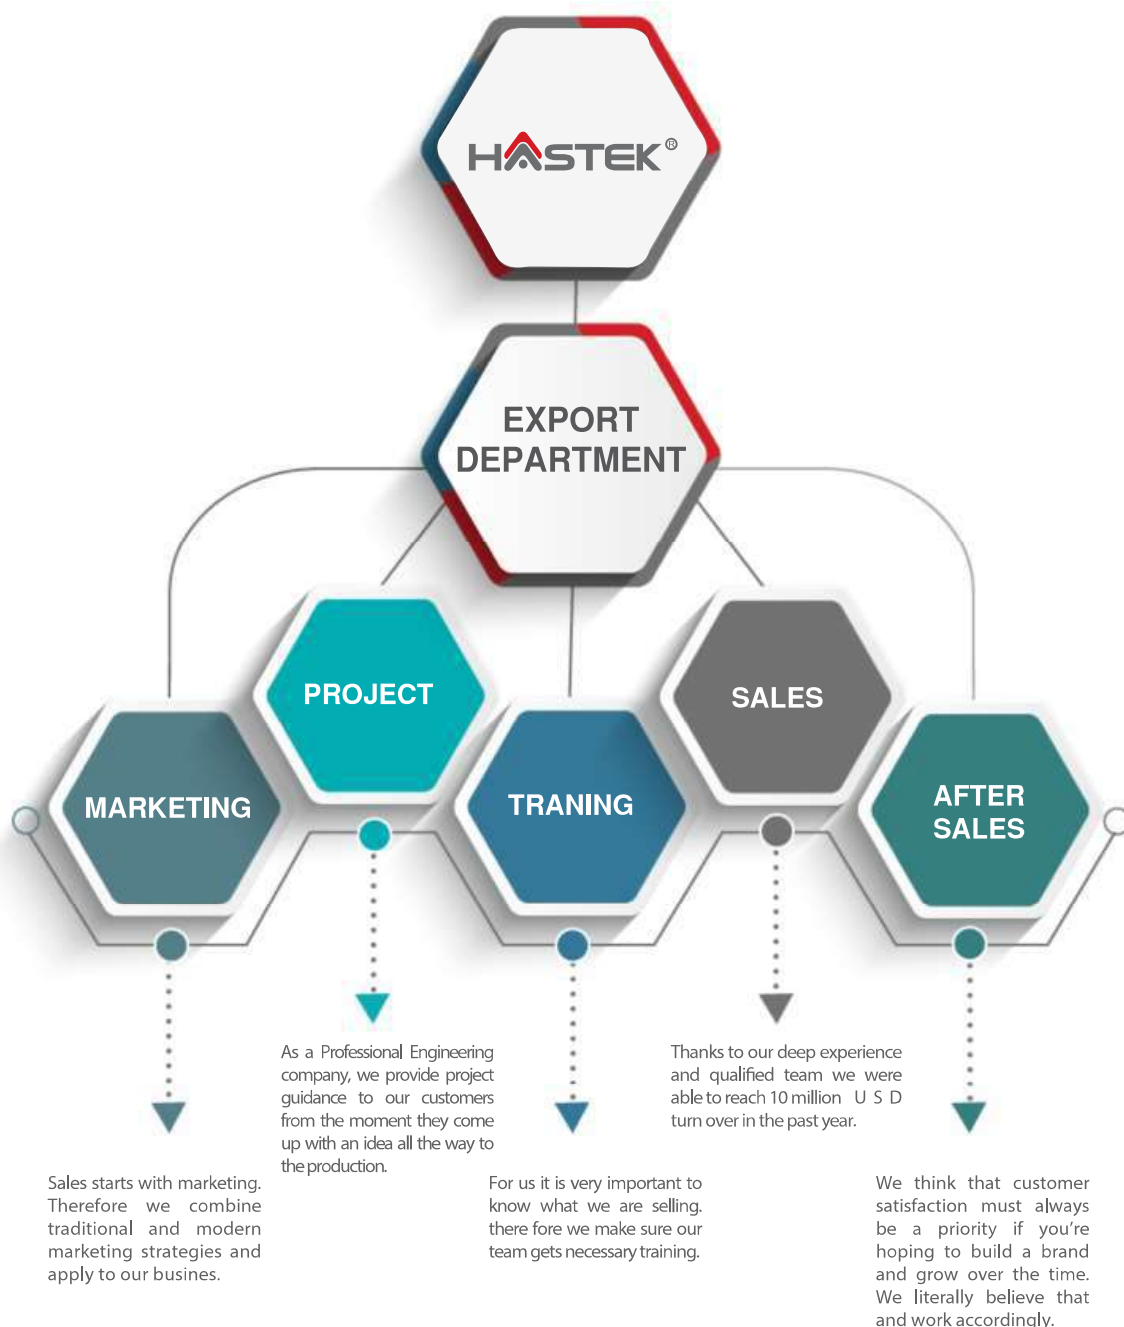 HASTEK®
EXPORT
DEPARTMENT
PROJECT
SALES
MARKETING
TRANING
AFTER
SALES
As a Professional Engineering
company, we provide project
guidance to our customers
from the moment they come
up with an idea all the way to
the production.
Thanks to our deep experience
and qualified team we were
able to reach 10 million U S D
turn over in the past year.
Sales starts with marketing.
Therefore we combine
traditional and modern
marketing strategies and
apply to our busines.
For us it is very important to
know what we are selling.
there fore we make sure our
team gets necessary training.
We think that customer
satisfaction must always
be a priority if you're
hoping to build a brand
and grow over the time.
We literally believe that
and work accordingly.